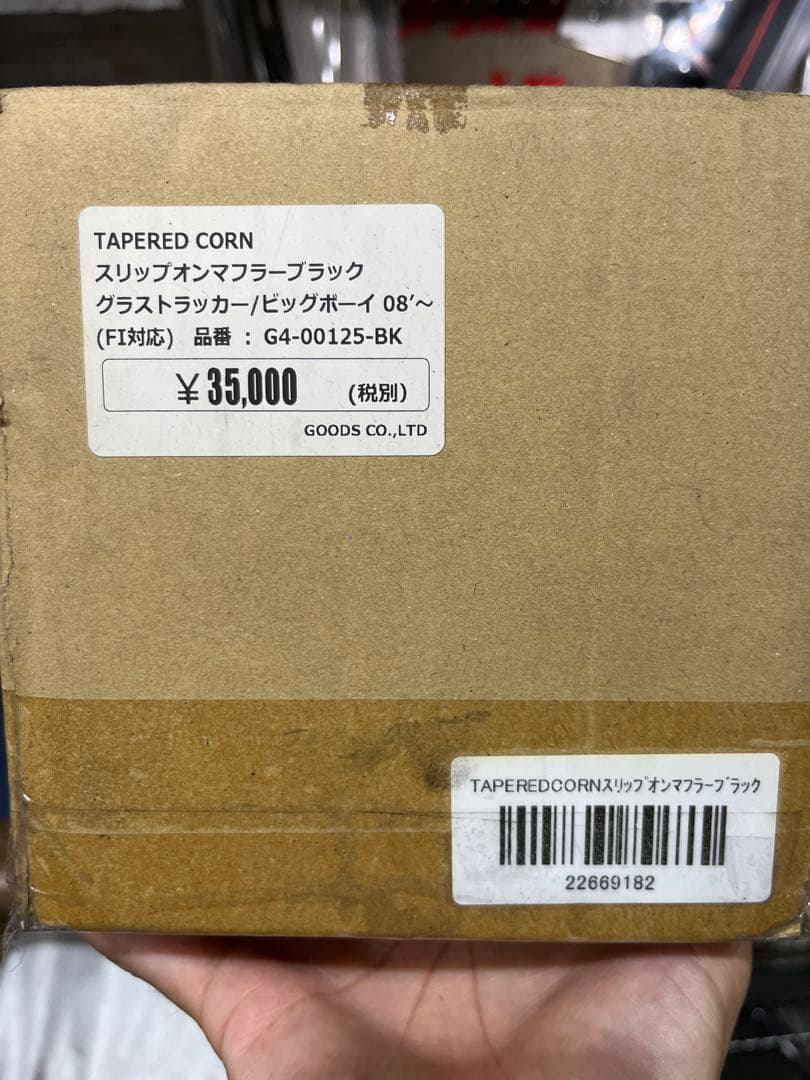 TAPERED CORN
スリップオンマフラーブラック
グラストラッカー/ビッグボーイ 08'～
(FI対応) 品番 : G4-00125-BK
￥35,000 (税別)
GOODS CO.,LTD
TAPEREDCORNｽﾘｯﾌﾟｵﾝﾏﾌﾗｰﾌﾞﾗｯｸ
22669182